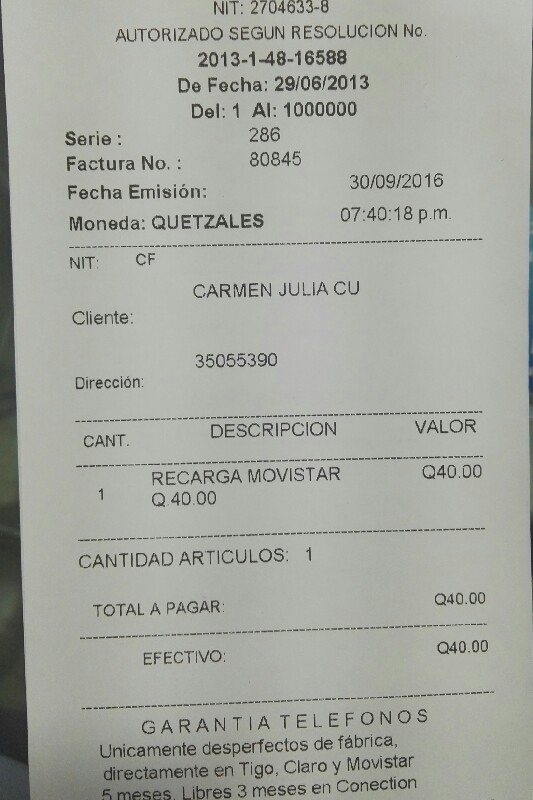 NIT: 2704633-8
AUTORIZADO SEGUN RESOLUCION No.
2013-1-48-16588
De Fecha: 29/06/2013
Del: 1 Al: 1000000
Serie : 286
Factura No. : 80845
Fecha Emisión: 30/09/2016
Moneda: QUETZALES 07:40:18 p.m.
NIT: CF
CARMEN JULIA CU
Cliente:
35055390
Dirección:
CANT. DESCRIPCION VALOR
1 RECARGA MOVISTAR Q40.00
Q.40.00
CANTIDAD ARTICULOS: 1
TOTAL A PAGAR: Q40.00
EFECTIVO: Q40.00
GARANTIA TELEFONOS
Unicamente desperfectos de fábrica,
directamente en Tigo, Claro y Movistar
5 meses. Libres 3 meses en Conection